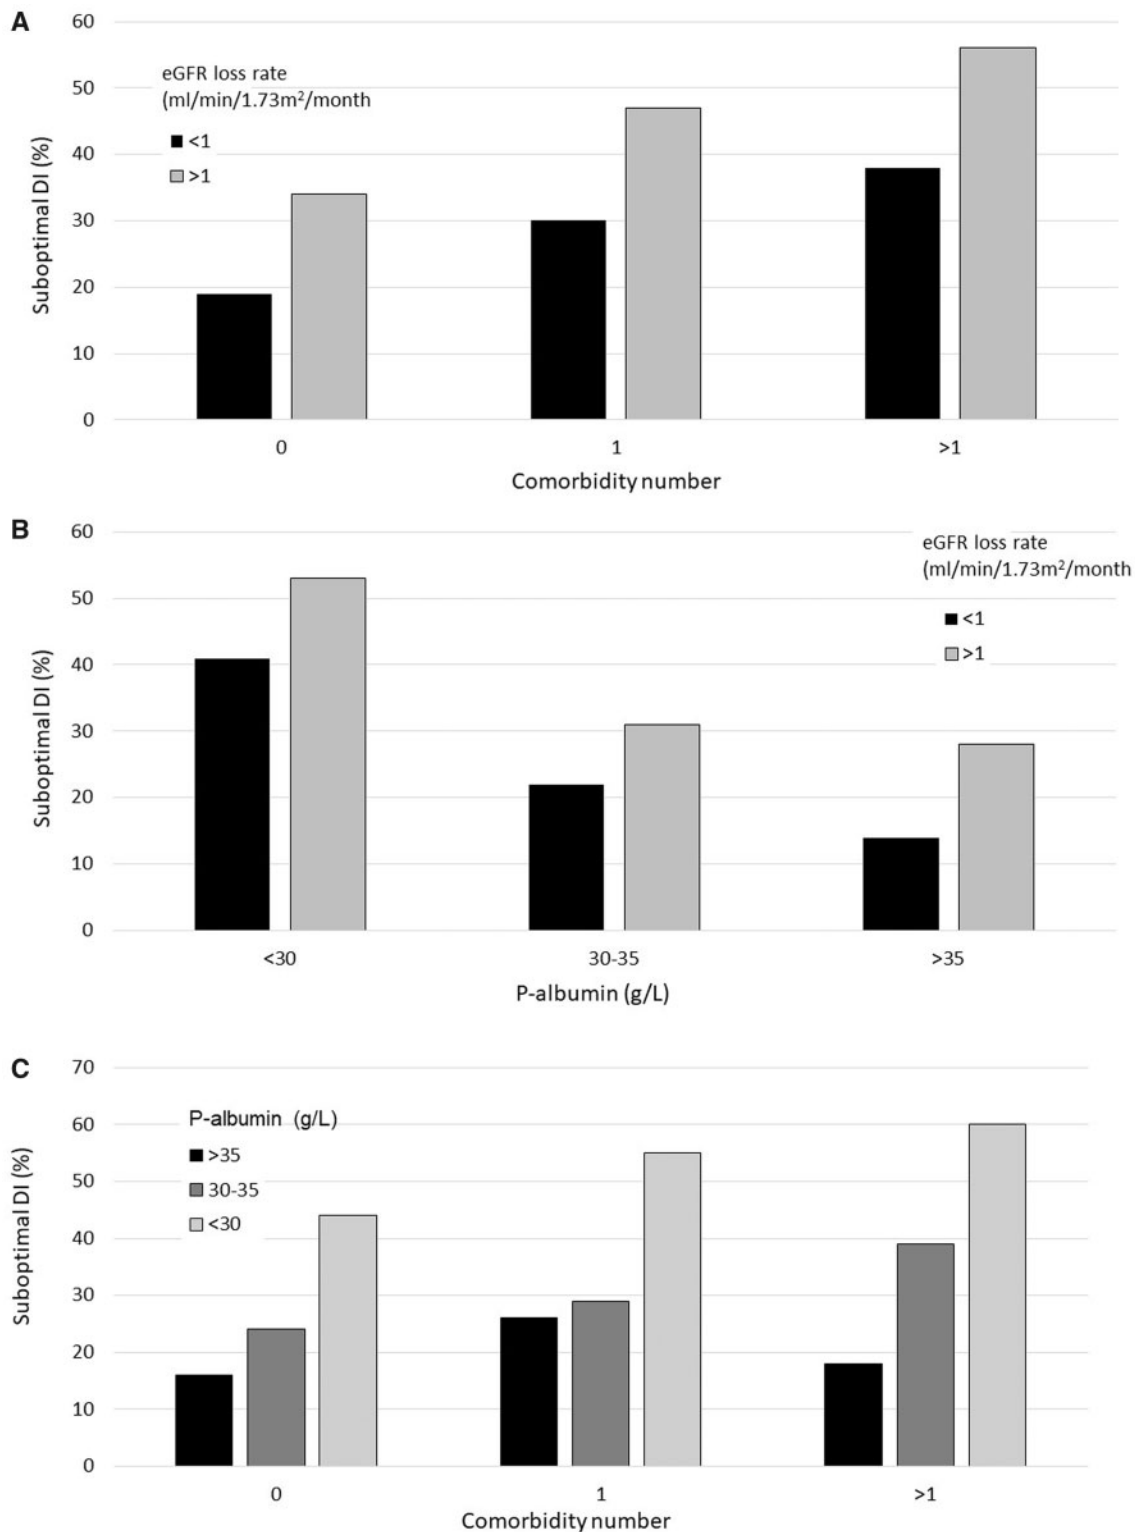 A
60
50
40
30
20
10
0
Suboptimal DI (%)
eGFR loss rate
(ml/min/1.73m²/month
<1
>1
0 1 >1
Comorbidity number
B
60
50
40
30
20
10
0
Suboptimal DI (%)
eGFR loss rate
(ml/min/1.73m²/month
<1
>1
<30 30-35 >35
P-albumin (g/L)
C
70
60
50
40
30
20
10
0
Suboptimal DI (%)
P-albumin (g/L)
>35
30-35
<30
0 1 >1
Comorbidity number